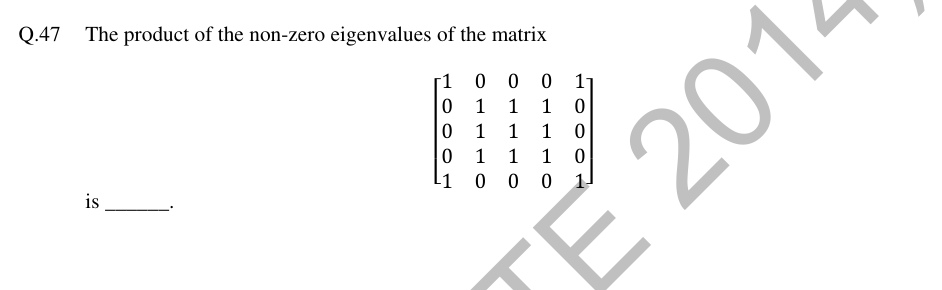 Q.47 The product of the non-zero eigenvalues of the matrix
1 0 0 0 1
0 1 1 1 0
0 1 1 1 0
0 1 1 1 0
1 0 0 0 1
is ______.
TE 2014